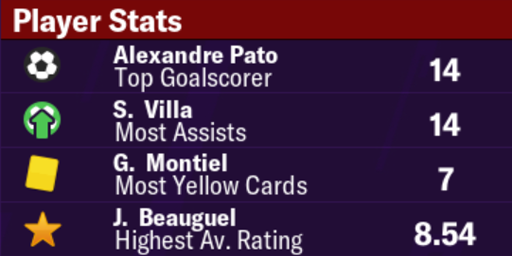 Player Stats
Alexandre Pato
Top Goalscorer
14
S. Villa
Most Assists
14
G. Montiel
Most Yellow Cards
7
J. Beauguel
Highest Av. Rating
8.54